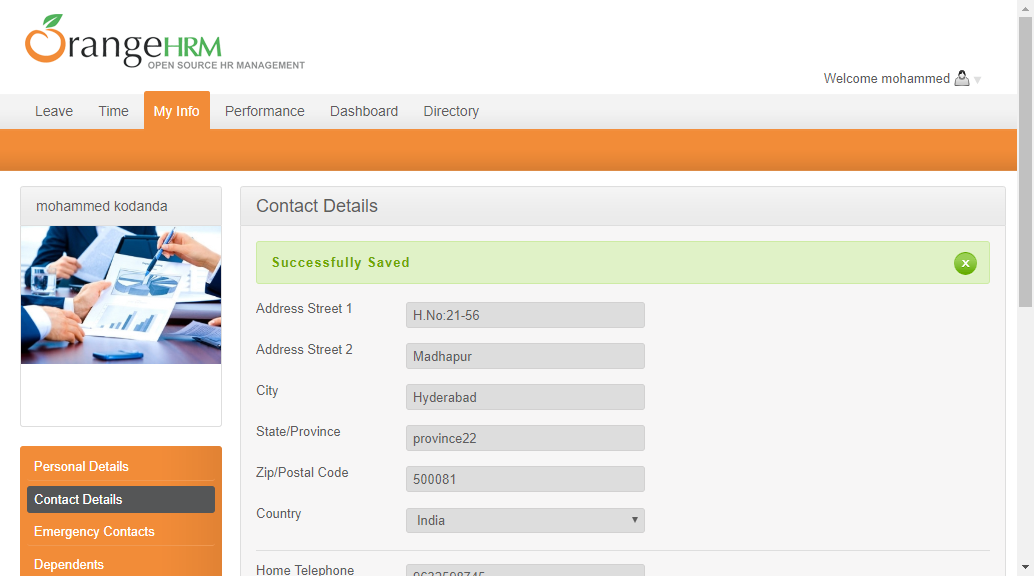 OrangeHRM
OPEN SOURCE HR MANAGEMENT
Welcome mohammed
Leave Time My Info Performance Dashboard Directory
mohammed kodanda
Contact Details
Successfully Saved
Address Street 1 H.No:21-56
Address Street 2 Madhapur
City Hyderabad
State/Province province22
Zip/Postal Code 500081
Country India
Home Telephone
Personal Details
Contact Details
Emergency Contacts
Dependents